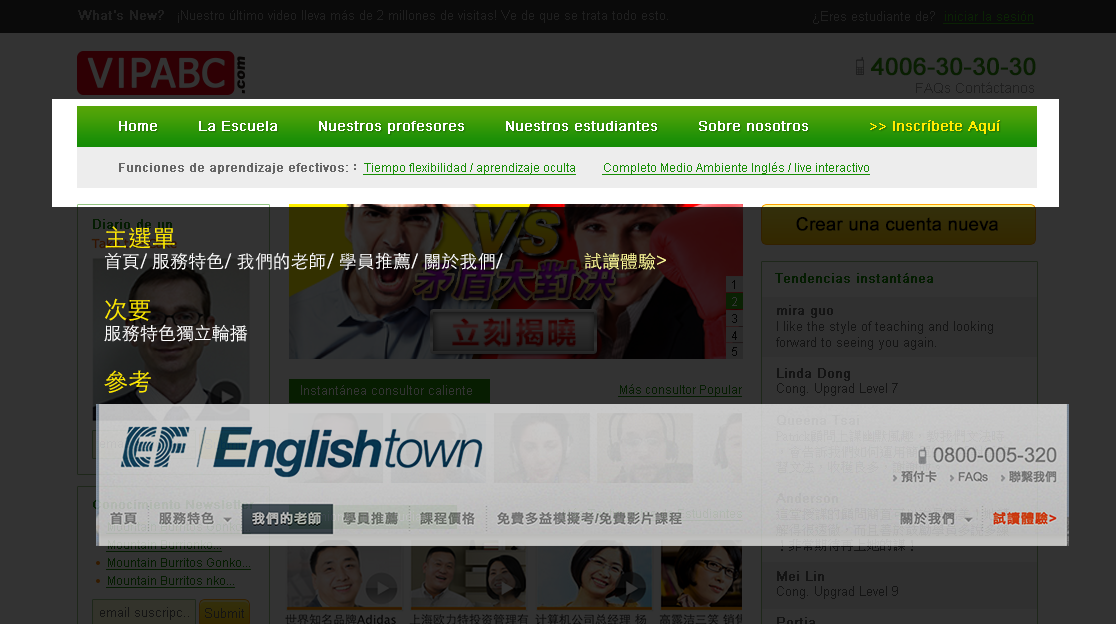 What's New? ¡Nuestro último video lleva más de 2 millones de visitas! Ve de que se trata todo esto.
¿Eres estudiante de? iniciar la sesión
VIPABC.com
4006-30-30-30
FAQs Contáctanos
Home La Escuela Nuestros profesores Nuestros estudiantes Sobre nosotros >> Inscríbete Aquí
Funciones de aprendizaje efectivos: : Tiempo flexibilidad / aprendizaje oculta Completo Medio Ambiente Inglés / live interactivo
Diario de un
主選單
首頁/ 服務特色/ 我們的老師/ 學員推薦/ 關於我們/ 試讀體驗>
次要
服務特色獨立輪播
參考
VS
矛盾大對決
立刻揭曉
1
2
3
4
5
Crear una cuenta nueva
Tendencias instantánea
mira guo
I like the style of teaching and looking
forward to seeing you again.
Linda Dong
Cong. Upgrad Level 7
Instantánea consultor caliente
Más consultor Popular
EF Englishtown
0800-005-320
› 預付卡 › FAQs › 聯繫我們
首頁 服務特色 我們的老師 學員推薦 課程價格 免費多益模擬考/免費影片課程 關於我們 試讀體驗>
Anderson
Conocimiento Newsletter
Mountain Burritos Gonko...
Mountain Burritos nko...
email suscripc.. Submit
世界知名品牌Adidas
上海欧力特投资管理有
计算机公司总经理 杨
高露洁三笑 销售
Mei Lin
Cong. Upgrad Level 9
Portia